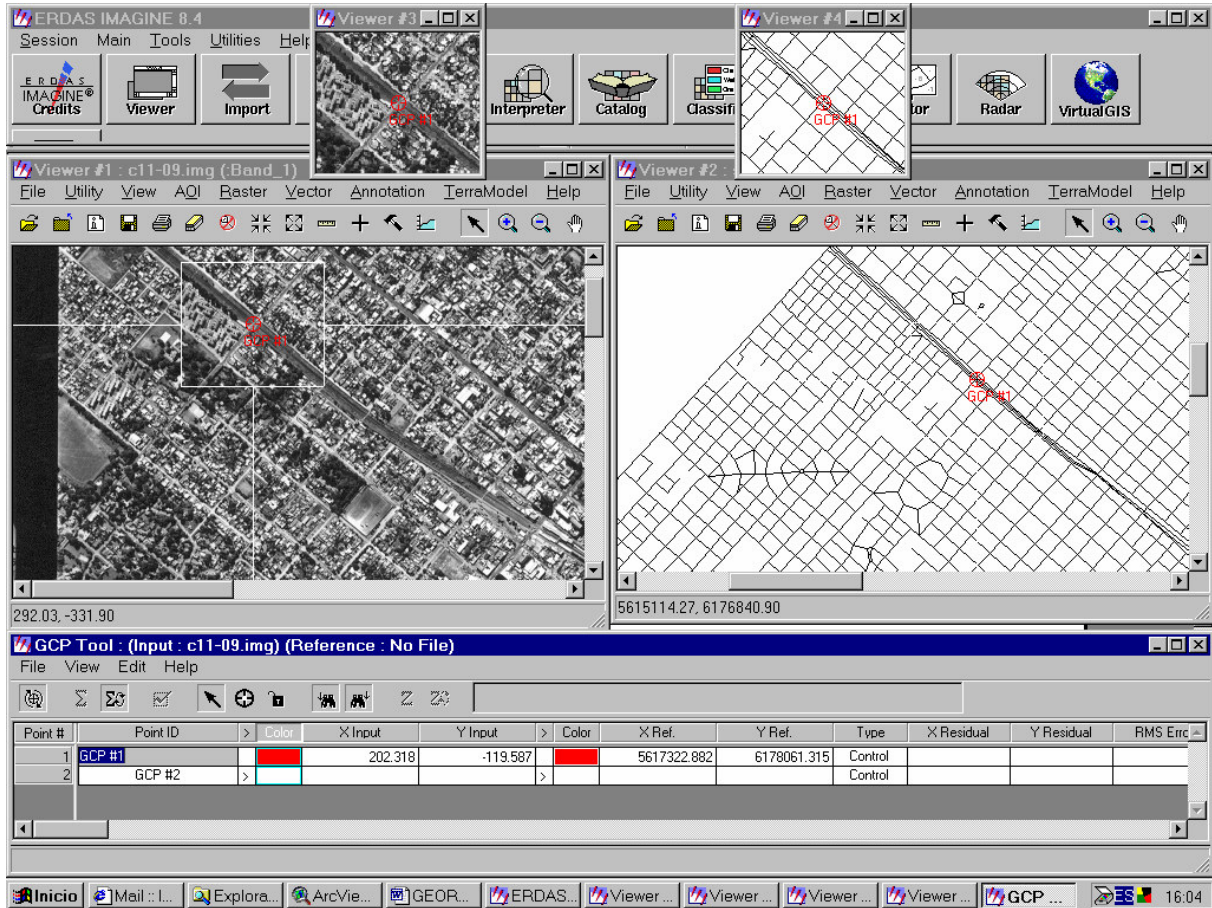 ERDAS IMAGINE 8.4
Viewer #3
Viewer #4
Session Main Tools Utilities Help
ERDAS
IMAGINE®
Credits
Viewer
Import
Interpreter
Catalog
Classifi
tor
Radar
VirtualGIS
GCP #1
GCP #1
Viewer #1 : c11-09.img (:Band_1)
File Utility View AOI Raster Vector Annotation TerraModel Help
GCP #1
292.03, -331.90
Viewer #2 :
File Utility View AOI Raster Vector Annotation TerraModel Help
GCP #1
5615114.27, 6176840.90
GCP Tool : (Input : c11-09.img) (Reference : No File)
File View Edit Help
Σ Σ Z Z
Point # Point ID > Color X Input Y Input > Color X Ref. Y Ref. Type X Residual Y Residual RMS Erro
1 GCP #1 202.318 -119.587 5617322.882 6178061.315 Control
2 GCP #2 > > Control
Inicio Mail :: I... Explora... ArcVie... GEOR... ERDAS... Viewer ... Viewer ... Viewer ... Viewer ... GCP ... ES 16:04